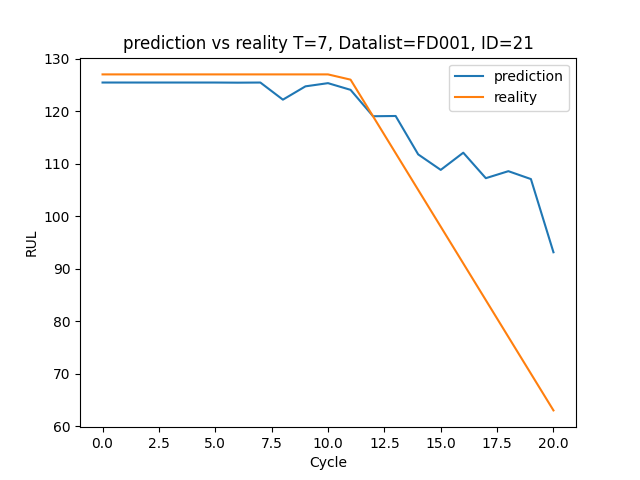 prediction vs reality T=7, Datalist=FD001, ID=21
prediction
reality
RUL
130
120
110
100
90
80
70
60
0.0 2.5 5.0 7.5 10.0 12.5 15.0 17.5 20.0
Cycle